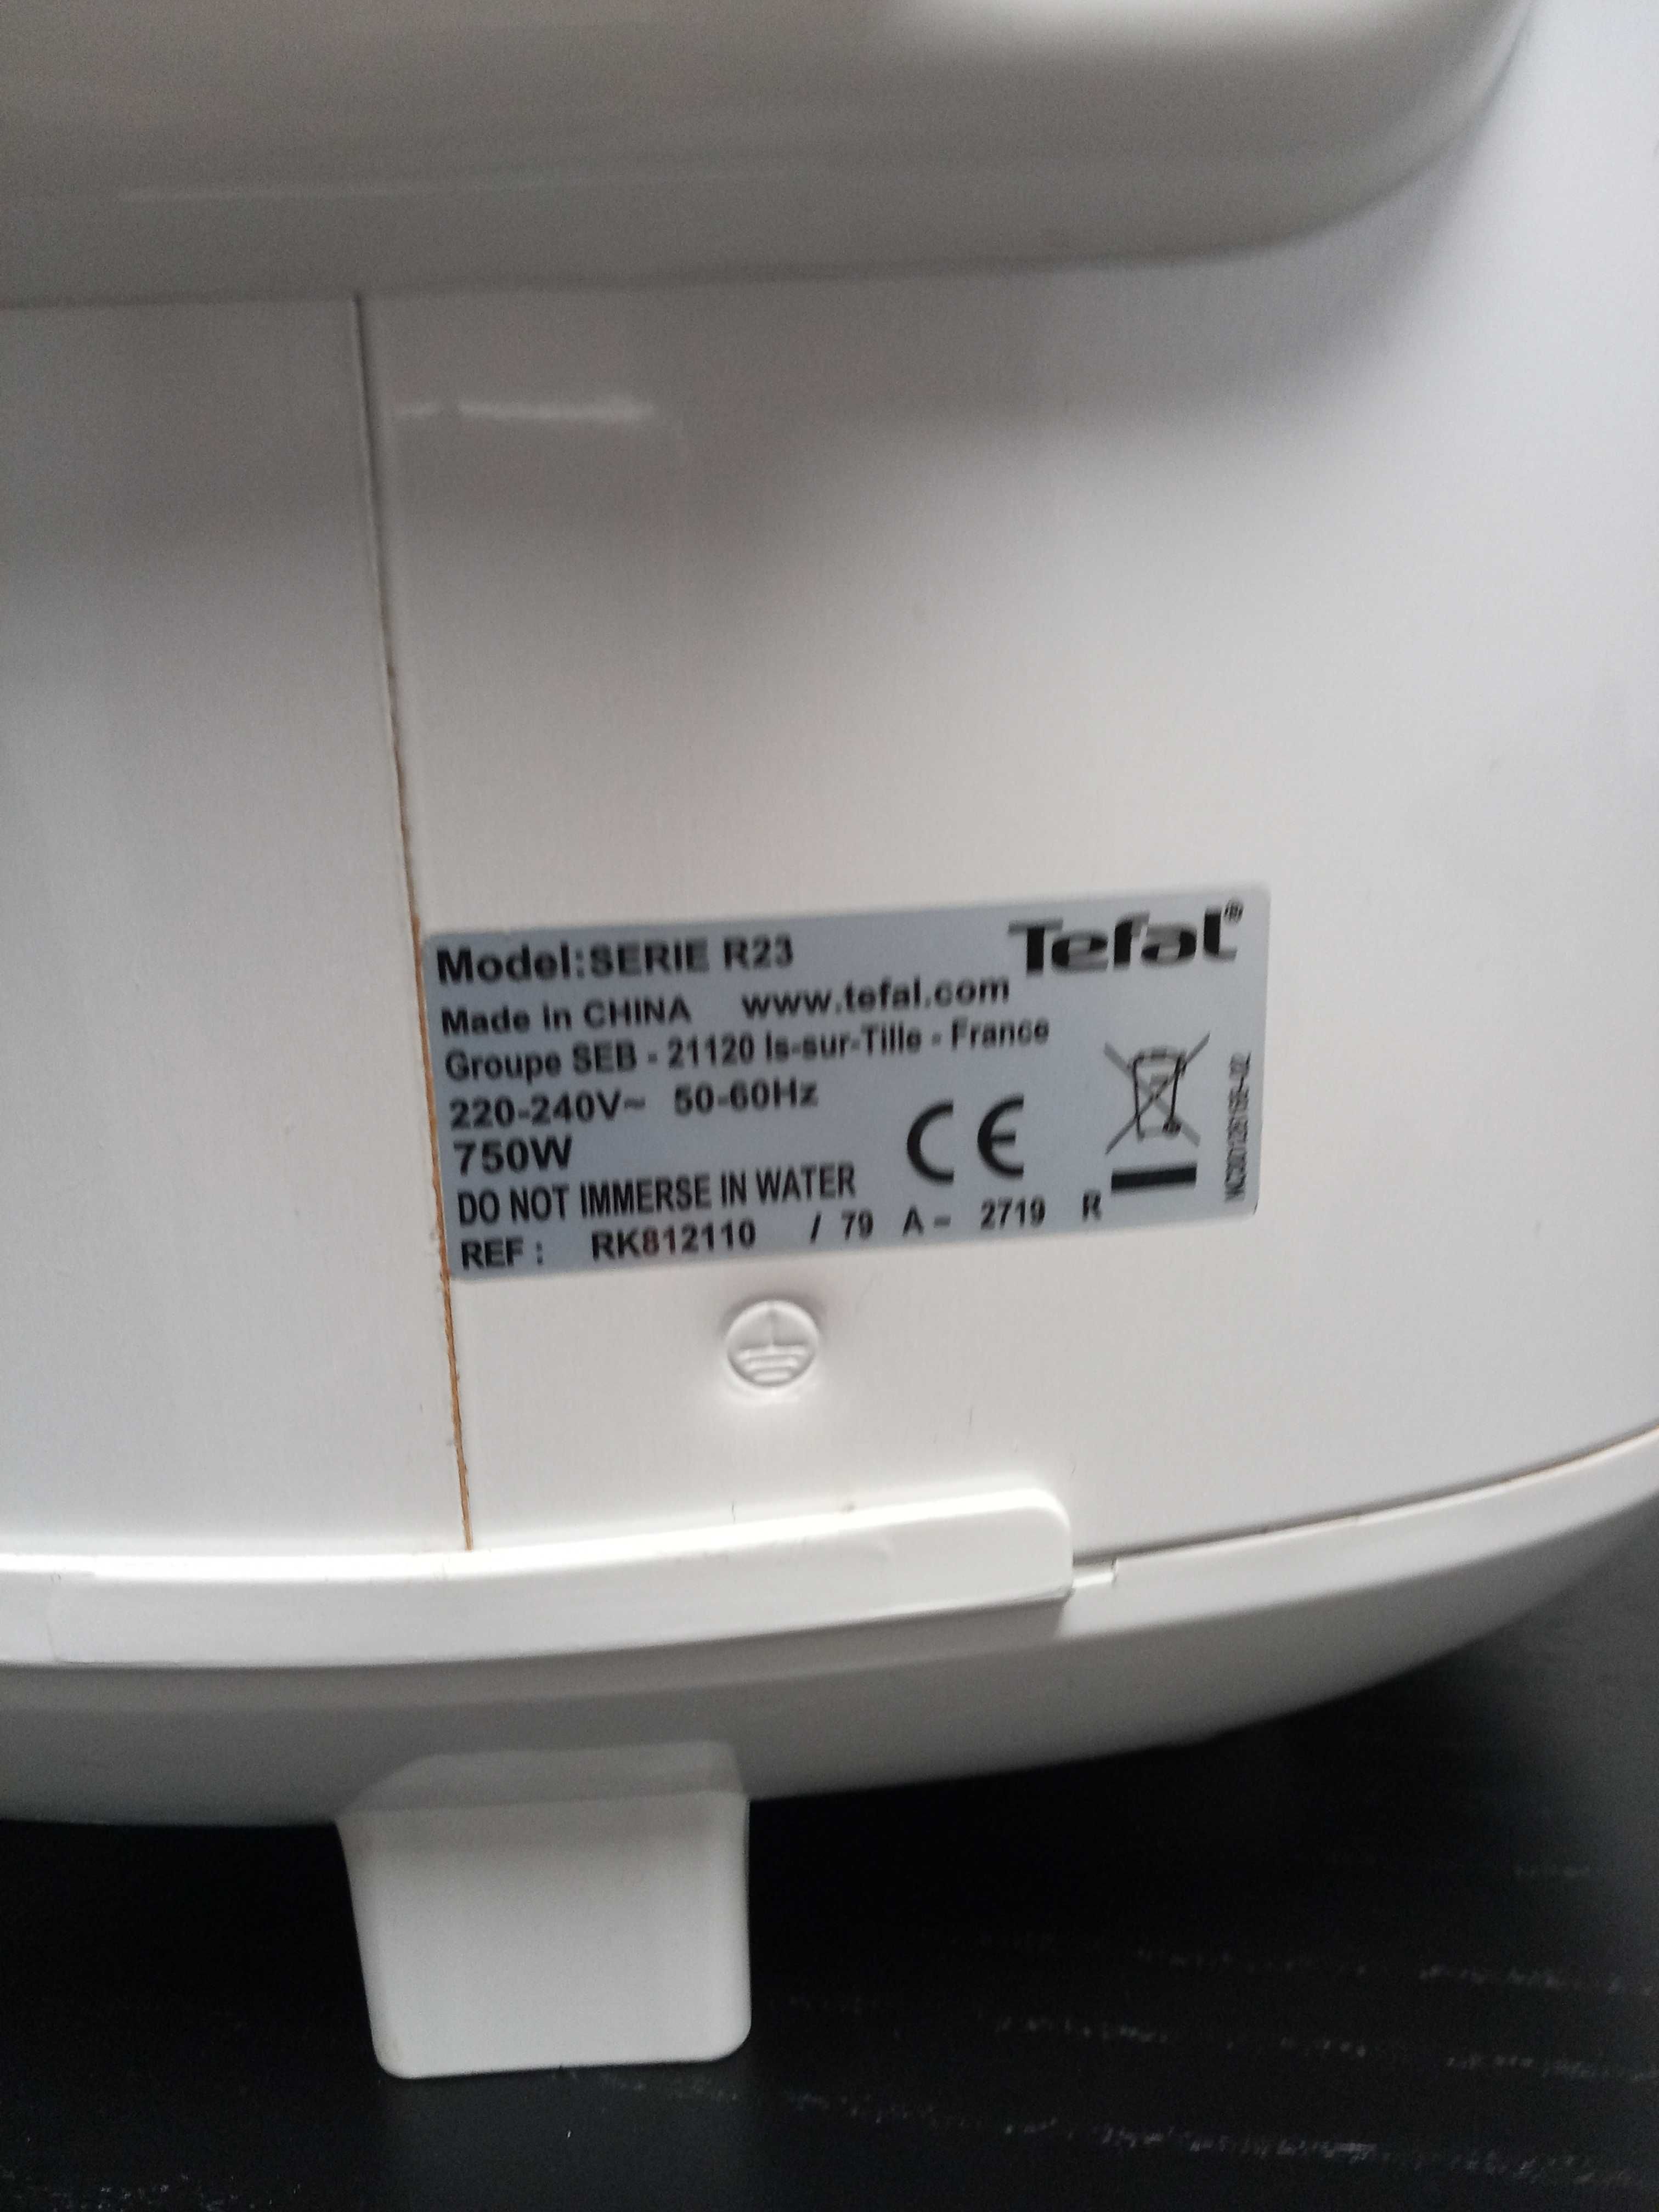 Model:SERIE R23
Tefal®
Made in CHINA www.tefal.com
Groupe SEB - 21120 Is-sur-Tille - France
220-240V~ 50-60Hz
750W
CE
DO NOT IMMERSE IN WATER
REF : RK812110 / 79 A - 2719 R